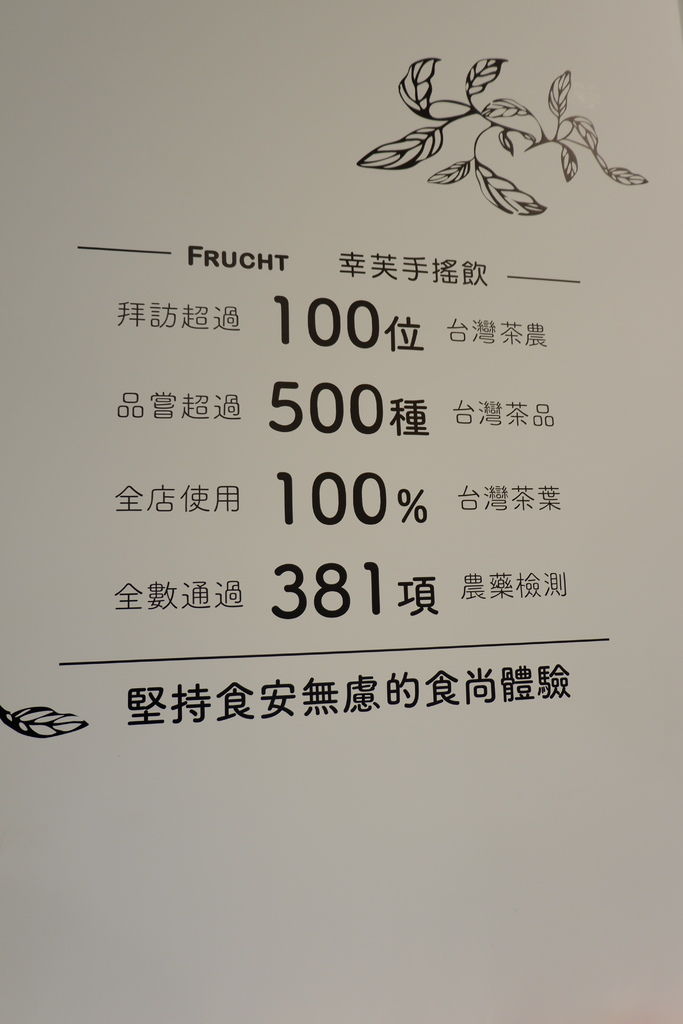 FRUCHT 幸芙手搖飲
拜訪超過 100位 台灣茶農
品嘗超過 500種 台灣茶品
全店使用 100% 台灣茶葉
全數通過 381項 農藥檢測
堅持食安無慮的食尚體驗